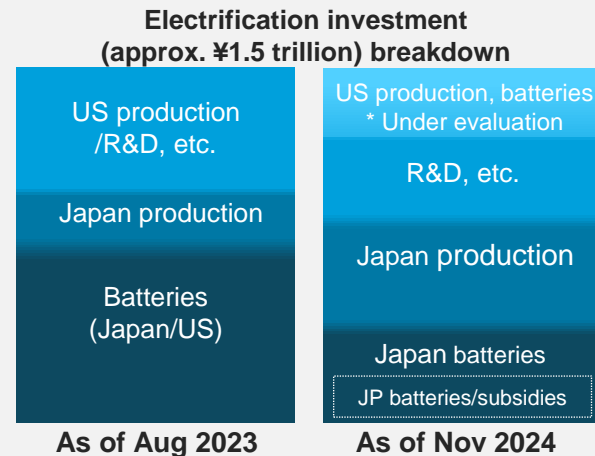 Electrification investment
(approx. ¥1.5 trillion) breakdown
US production
/R&D, etc.
Japan production
Batteries
(Japan/US)
As of Aug 2023
US production, batteries
* Under evaluation
R&D, etc.
Japan production
Japan batteries
JP batteries/subsidies
As of Nov 2024